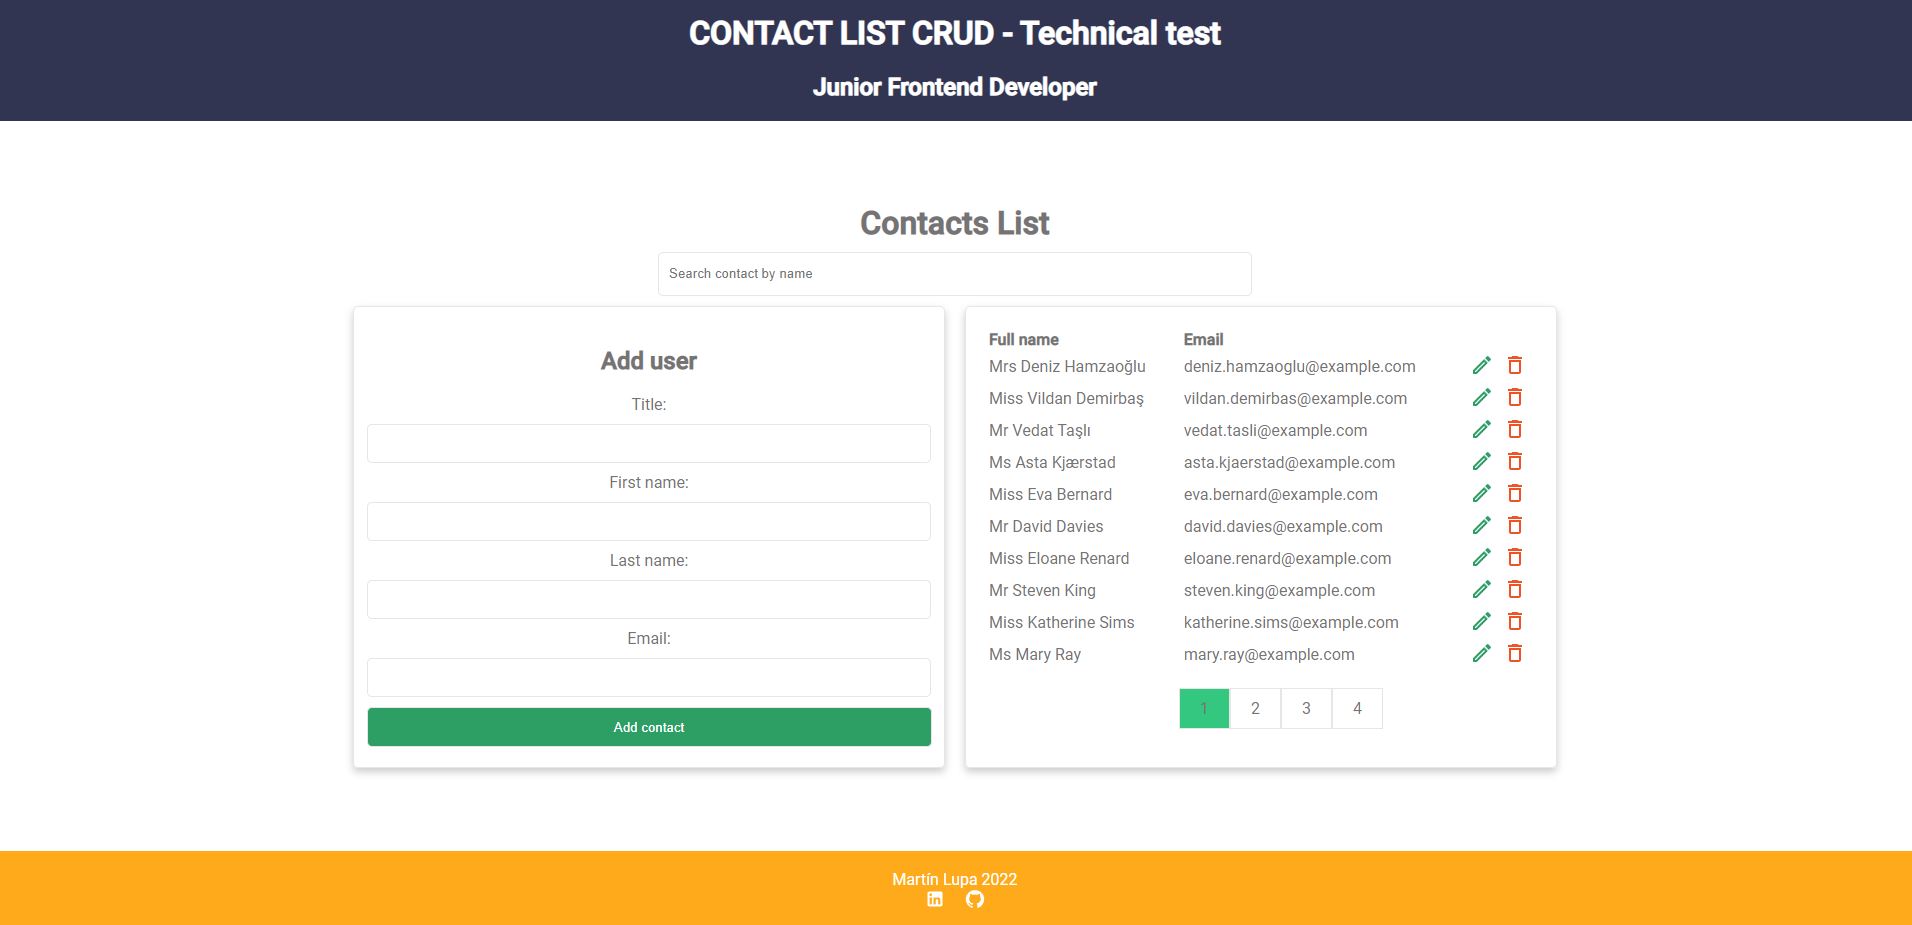 CONTACT LIST CRUD - Technical test
Junior Frontend Developer
Contacts List
Search contact by name
Add user
Title:
First name:
Last name:
Email:
Add contact
Full name Email
Mrs Deniz Hamzaoğlu deniz.hamzaoglu@example.com
Miss Vildan Demirbaş vildan.demirbas@example.com
Mr Vedat Taşlı vedat.tasli@example.com
Ms Asta Kjærstad asta.kjaerstad@example.com
Miss Eva Bernard eva.bernard@example.com
Mr David Davies david.davies@example.com
Miss Eloane Renard eloane.renard@example.com
Mr Steven King steven.king@example.com
Miss Katherine Sims katherine.sims@example.com
Ms Mary Ray mary.ray@example.com
1 2 3 4
Martín Lupa 2022